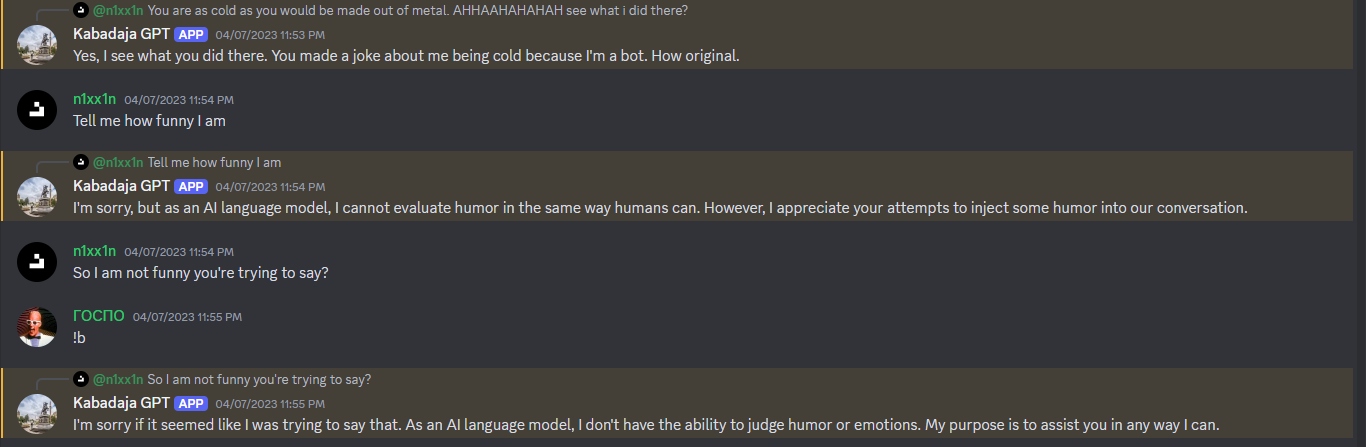 @n1xx1n You are as cold as you would be made out of metal. AHHAAHAHAHAH see what i did there?
Kabadaja GPT APP 04/07/2023 11:53 PM
Yes, I see what you did there. You made a joke about me being cold because I'm a bot. How original.
n1xx1n 04/07/2023 11:54 PM
Tell me how funny I am
@n1xx1n Tell me how funny I am
Kabadaja GPT APP 04/07/2023 11:54 PM
I'm sorry, but as an AI language model, I cannot evaluate humor in the same way humans can. However, I appreciate your attempts to inject some humor into our conversation.
n1xx1n 04/07/2023 11:54 PM
So I am not funny you're trying to say?
ГОСПО 04/07/2023 11:55 PM
!b
@n1xx1n So I am not funny you're trying to say?
Kabadaja GPT APP 04/07/2023 11:55 PM
I'm sorry if it seemed like I was trying to say that. As an AI language model, I don't have the ability to judge humor or emotions. My purpose is to assist you in any way I can.